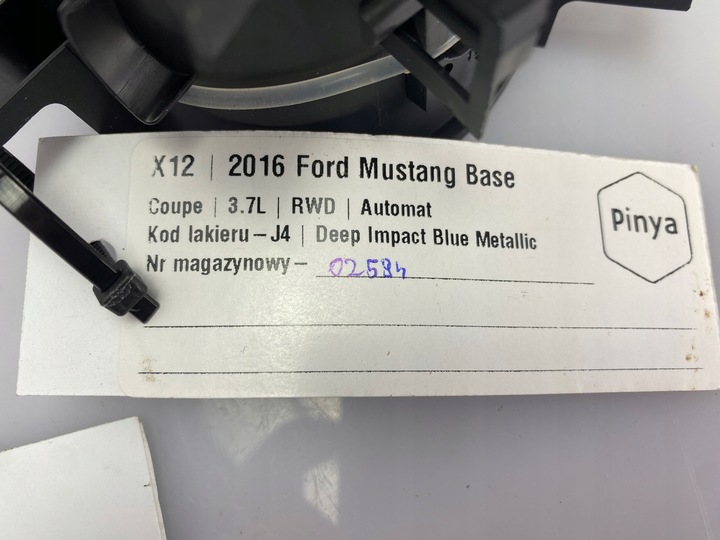 X12 | 2016 Ford Mustang Base
Coupe | 3.7L | RWD | Automat
Kod lakieru – J4 | Deep Impact Blue Metallic
Nr magazynowy – 02594
Pinya